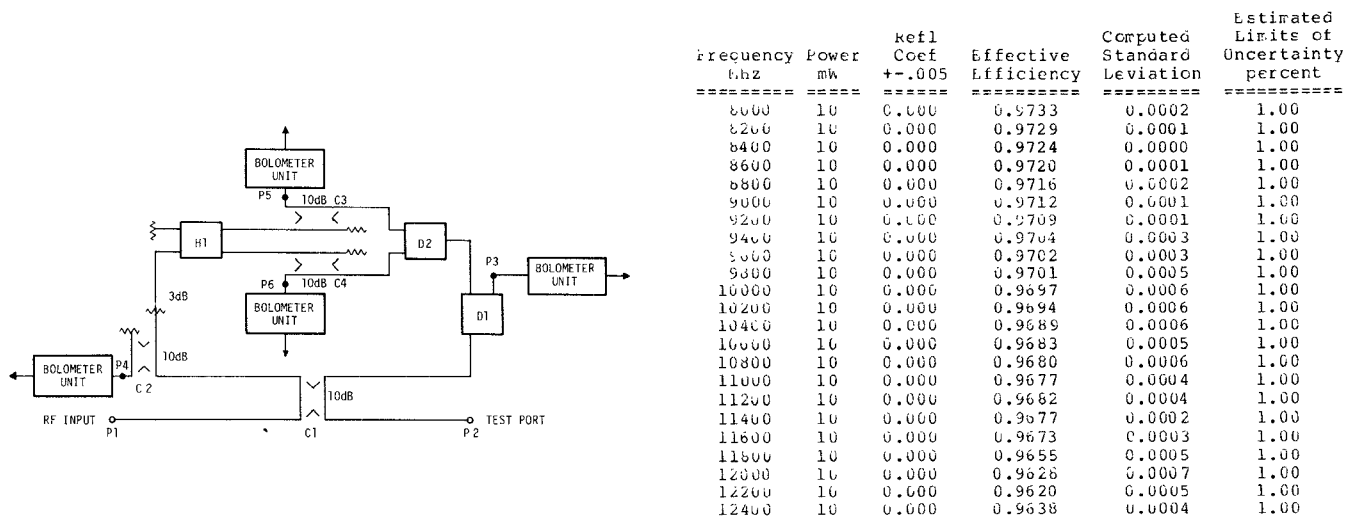 BOLOMETER
UNIT
P5
10dB C3
H1
D2
P3
BOLOMETER
UNIT
P6
10dB C4
3dB
BOLOMETER
UNIT
D1
10dB
BOLOMETER
UNIT
P4
C2
10dB
RF INPUT
P1
C1
P2
TEST PORT
Estimated
Refl Computed Limits of
Frequency Power Coef Effective Standard Uncertainty
mW +-.005 Efficiency Deviation percent
========= ===== ====== ========== ========= ===========
8000 10 0.000 0.9733 0.0002 1.00
8200 10 0.000 0.9729 0.0001 1.00
8400 10 0.000 0.9724 0.0000 1.00
8600 10 0.000 0.9720 0.0001 1.00
8800 10 0.000 0.9716 0.0002 1.00
9000 10 0.000 0.9712 0.0001 1.00
9200 10 0.000 0.9709 0.0001 1.00
9400 10 0.000 0.9704 0.0003 1.00
9600 10 0.000 0.9702 0.0003 1.00
9800 10 0.000 0.9701 0.0005 1.00
10000 10 0.000 0.9697 0.0006 1.00
10200 10 0.000 0.9694 0.0006 1.00
10400 10 0.000 0.9689 0.0006 1.00
10600 10 0.000 0.9683 0.0005 1.00
10800 10 0.000 0.9680 0.0006 1.00
11000 10 0.000 0.9677 0.0004 1.00
11200 10 0.000 0.9682 0.0004 1.00
11400 10 0.000 0.9677 0.0002 1.00
11600 10 0.000 0.9673 0.0003 1.00
11800 10 0.000 0.9655 0.0005 1.00
12000 10 0.000 0.9626 0.0007 1.00
12200 10 0.000 0.9620 0.0005 1.00
12400 10 0.000 0.9638 0.0004 1.00